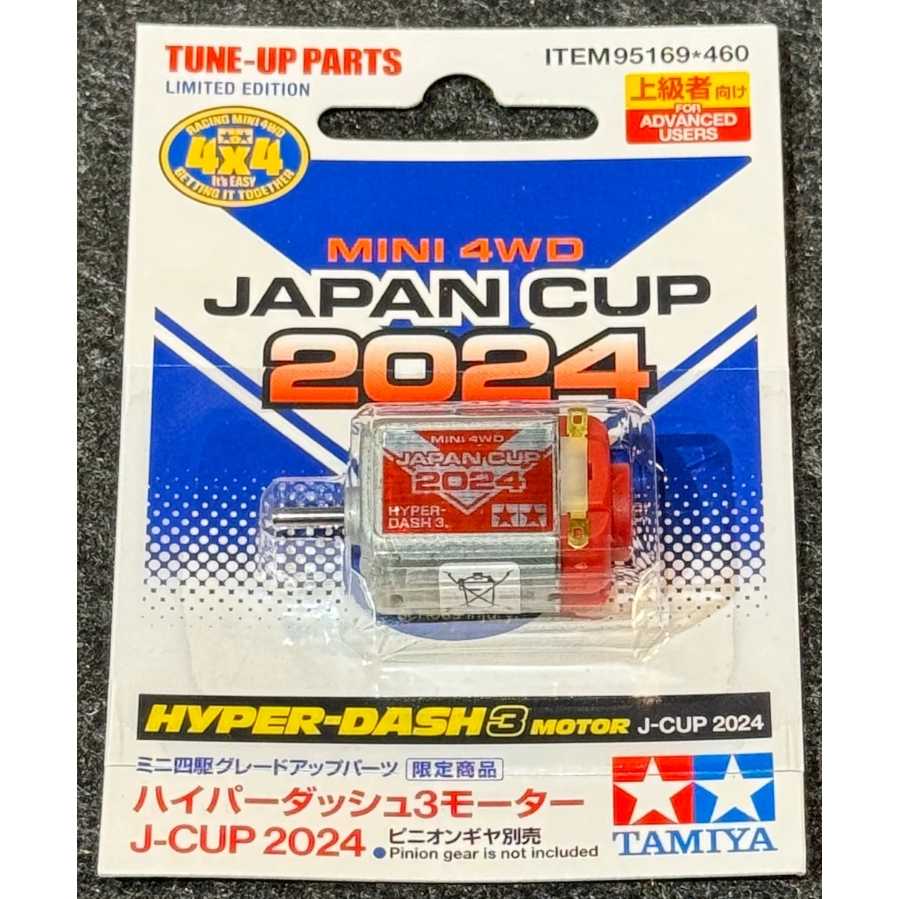 TUNE-UP PARTS
LIMITED EDITION
ITEM95169*460
上級者向け
FOR
ADVANCED
USERS
RACING MINI 4WD
4x4
It's EASY
GETTING IT TOGETHER
MINI 4WD
JAPAN CUP
2024
MINI 4WD
JAPAN CUP
2024
HYPER-
DASH 3.
HYPER-DASH3 MOTOR J-CUP 2024
ミニ四駆グレードアップパーツ 限定商品
ハイパーダッシュ3モーター
J-CUP 2024 ピニオンギヤ別売
●Pinion gear is not included
TAMIYA